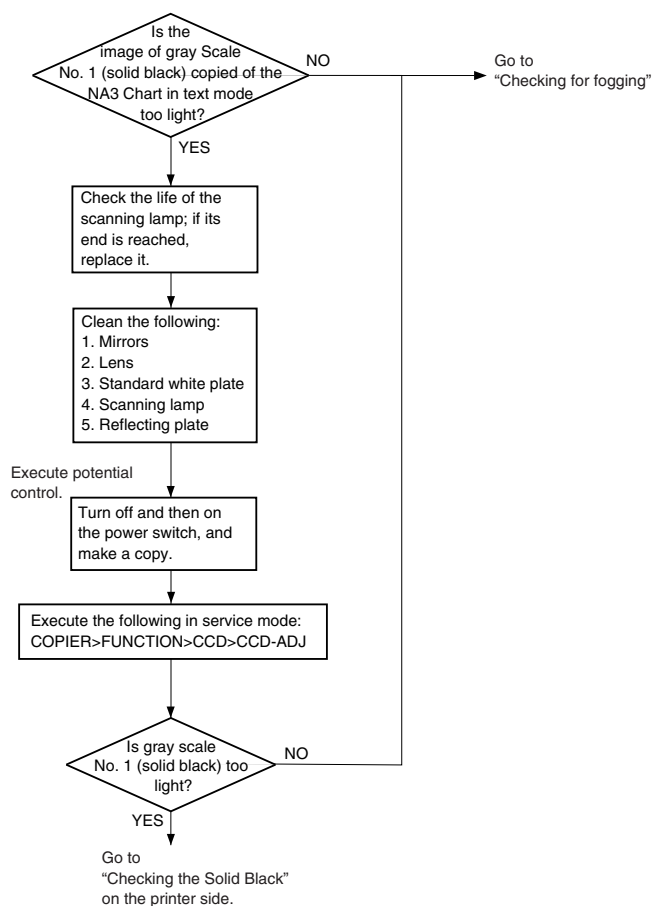 Is the
image of gray Scale
No. 1 (solid black) copied of the
NA3 Chart in text mode
too light?
NO
Go to
“Checking for fogging”
YES
Check the life of the
scanning lamp; if its
end is reached,
replace it.
Clean the following:
1. Mirrors
2. Lens
3. Standard white plate
4. Scanning lamp
5. Reflecting plate
Execute potential
control.
Turn off and then on
the power switch, and
make a copy.
Execute the following in service mode:
COPIER>FUNCTION>CCD>CCD-ADJ
Is gray scale
No. 1 (solid black) too
light?
NO
YES
Go to
“Checking the Solid Black”
on the printer side.